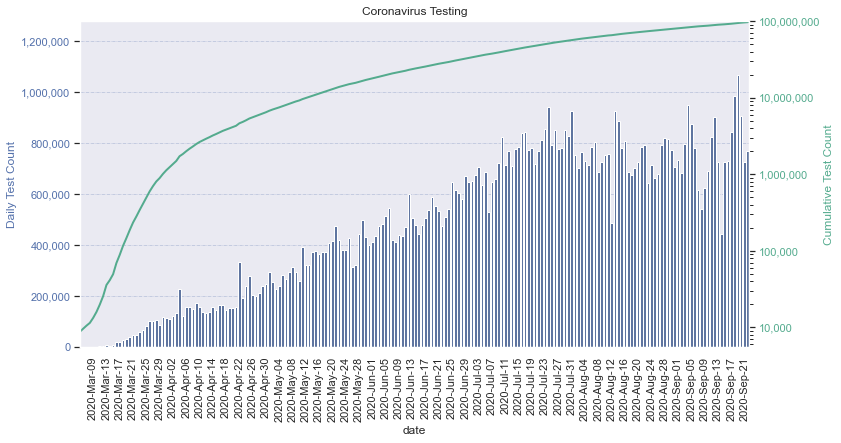 Coronavirus Testing
Daily Test Count
1,200,000
1,000,000
800,000
600,000
400,000
200,000
0
100,000,000
10,000,000
1,000,000
100,000
10,000
Cumulative Test Count
2020-Mar-09
2020-Mar-13
2020-Mar-17
2020-Mar-21
2020-Mar-25
2020-Mar-29
2020-Apr-02
2020-Apr-06
2020-Apr-10
2020-Apr-14
2020-Apr-18
2020-Apr-22
2020-Apr-26
2020-Apr-30
2020-May-04
2020-May-08
2020-May-12
2020-May-16
2020-May-20
2020-May-24
2020-May-28
2020-Jun-01
2020-Jun-05
2020-Jun-09
2020-Jun-13
2020-Jun-17
2020-Jun-21
2020-Jun-25
2020-Jun-29
2020-Jul-03
2020-Jul-07
2020-Jul-11
2020-Jul-15
2020-Jul-19
2020-Jul-23
2020-Jul-27
2020-Jul-31
2020-Aug-04
2020-Aug-08
2020-Aug-12
2020-Aug-16
2020-Aug-20
2020-Aug-24
2020-Aug-28
2020-Sep-01
2020-Sep-05
2020-Sep-09
2020-Sep-13
2020-Sep-17
2020-Sep-21
date